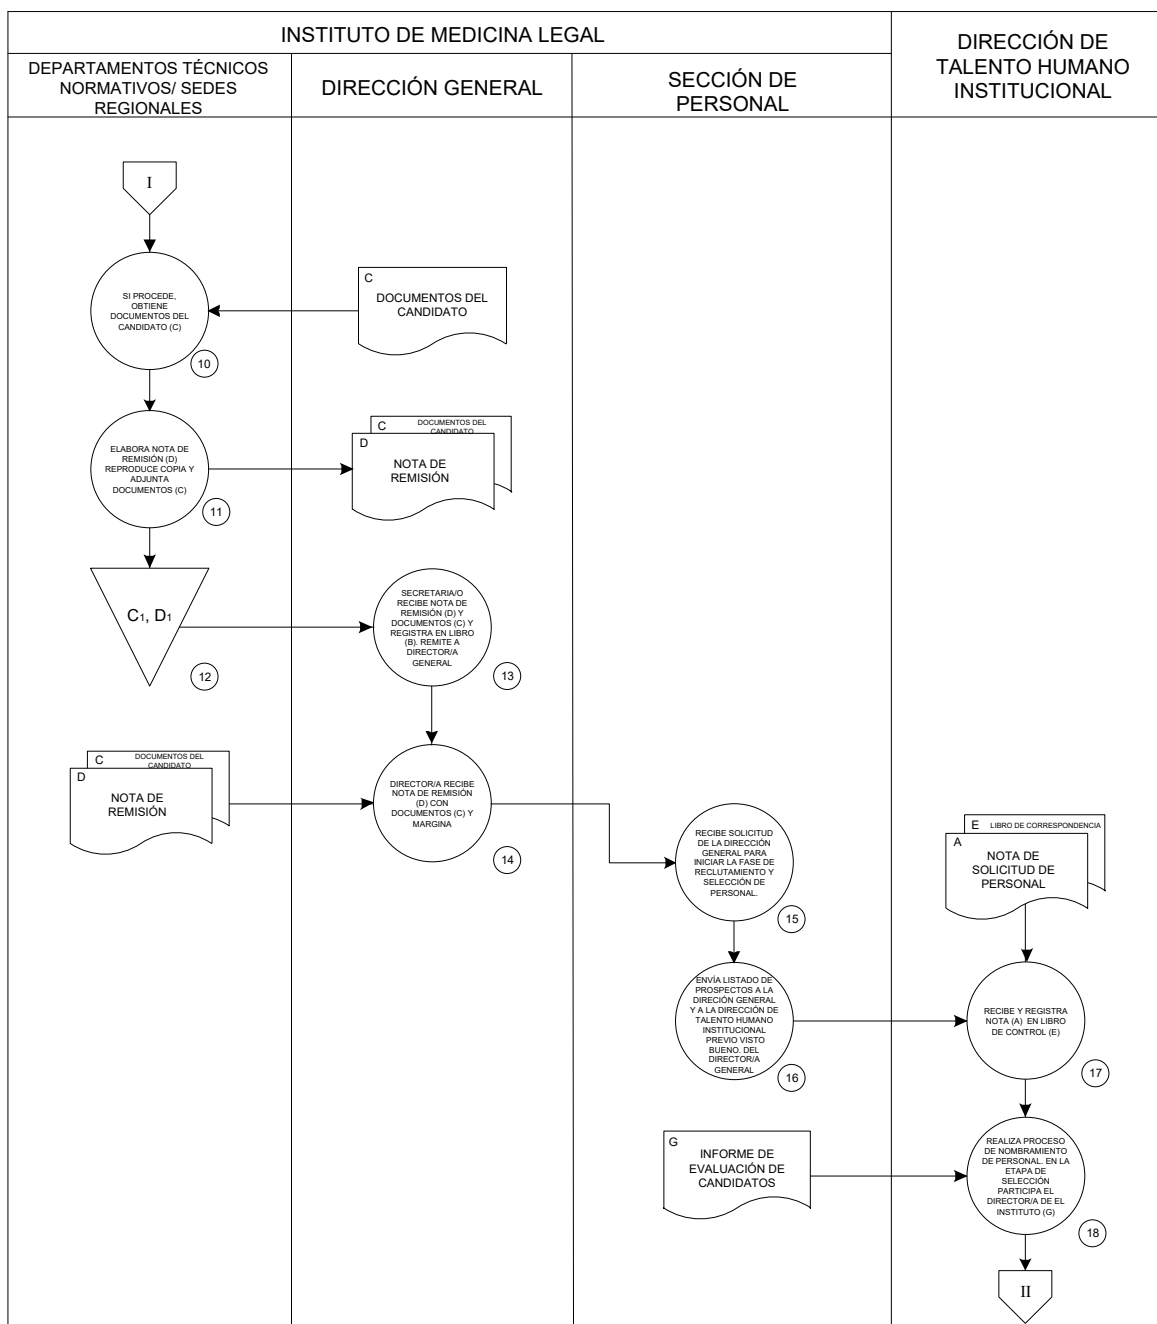 INSTITUTO DE MEDICINA LEGAL
DIRECCIÓN DE
TALENTO HUMANO
INSTITUCIONAL
DEPARTAMENTOS TÉCNICOS
NORMATIVOS/ SEDES
REGIONALES
DIRECCIÓN GENERAL
SECCIÓN DE
PERSONAL
I
SI PROCEDE,
OBTIENE
DOCUMENTOS DEL
CANDIDATO (C)
10
C
DOCUMENTOS DEL
CANDIDATO
ELABORA NOTA DE
REMISIÓN (D)
REPRODUCE COPIA Y
ADJUNTA
DOCUMENTOS (C)
11
C
DOCUMENTOS DEL
CANDIDATO
D
NOTA DE
REMISIÓN
C1, D1
12
SECRETARIA/O
RECIBE NOTA DE
REMISIÓN (D) Y
DOCUMENTOS (C) Y
REGISTRA EN LIBRO
(B). REMITE A
DIRECTOR/A
GENERAL
13
C
DOCUMENTOS DEL
CANDIDATO
D
NOTA DE
REMISIÓN
DIRECTOR/A RECIBE
NOTA DE REMISIÓN
(D) CON
DOCUMENTOS (C) Y
MARGINA
14
RECIBE SOLICITUD
DE LA DIRECCIÓN
GENERAL PARA
INICIAR LA FASE DE
RECLUTAMIENTO Y
SELECCIÓN DE
PERSONAL.
15
E LIBRO DE CORRESPONDENCIA
A
NOTA DE
SOLICITUD DE
PERSONAL
ENVÍA LISTADO DE
PROSPECTOS A LA
DIRECIÓN GENERAL
Y A LA DIRECCIÓN DE
TALENTO HUMANO
INSTITUCIONAL
PREVIO VISTO
BUENO. DEL
DIRECTOR/A
GENERAL
16
RECIBE Y REGISTRA
NOTA (A) EN LIBRO
DE CONTROL (E)
17
G
INFORME DE
EVALUACIÓN DE
CANDIDATOS
REALIZA PROCESO
DE NOMBRAMIENTO
DE PERSONAL. EN LA
ETAPA DE
SELECCIÓN
PARTICIPA EL
DIRECTOR/A DE EL
INSTITUTO (G)
18
II